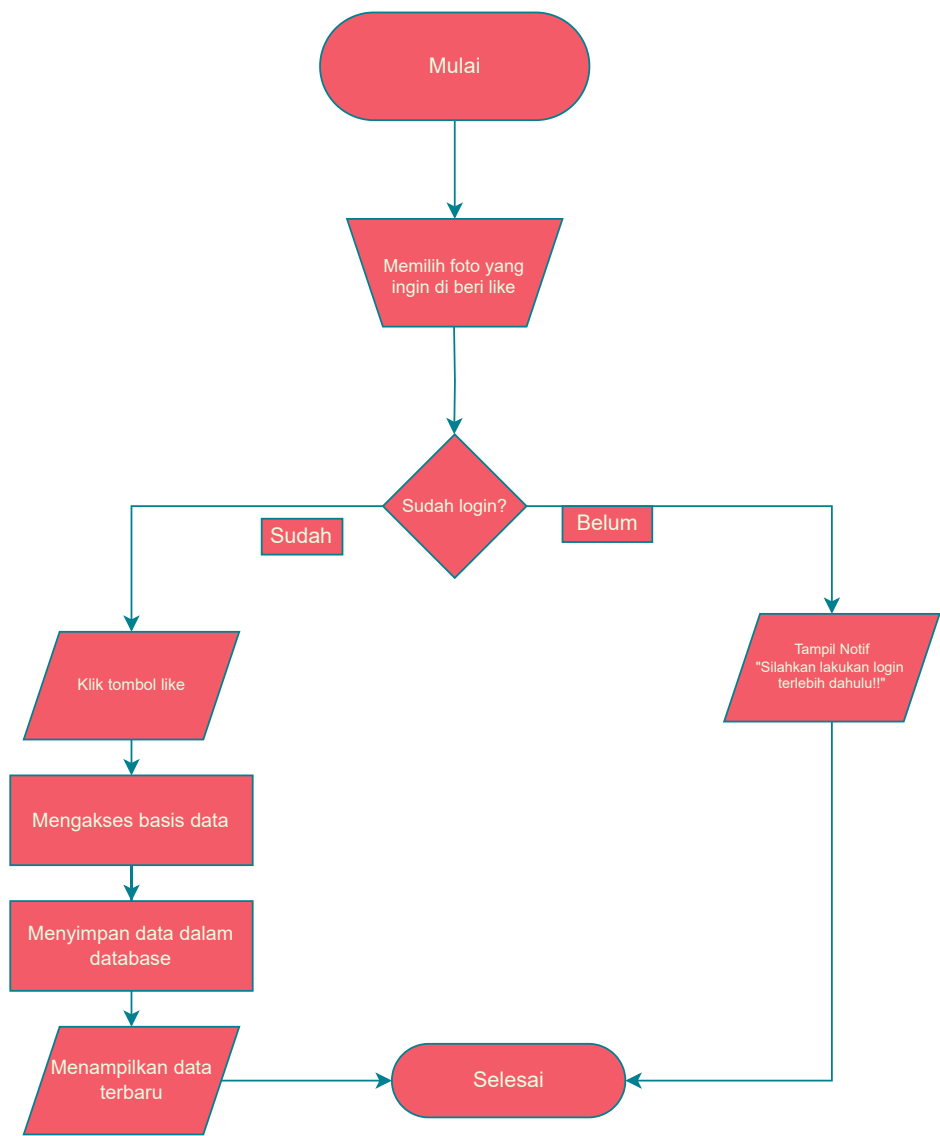 Mulai
Memilih foto yang
ingin di beri like
Sudah login?
Sudah
Belum
Klik tombol like
Tampil Notif
"Silahkan lakukan login
terlebih dahulu!!"
Mengakses basis data
Menyimpan data dalam
database
Menampilkan data
terbaru
Selesai